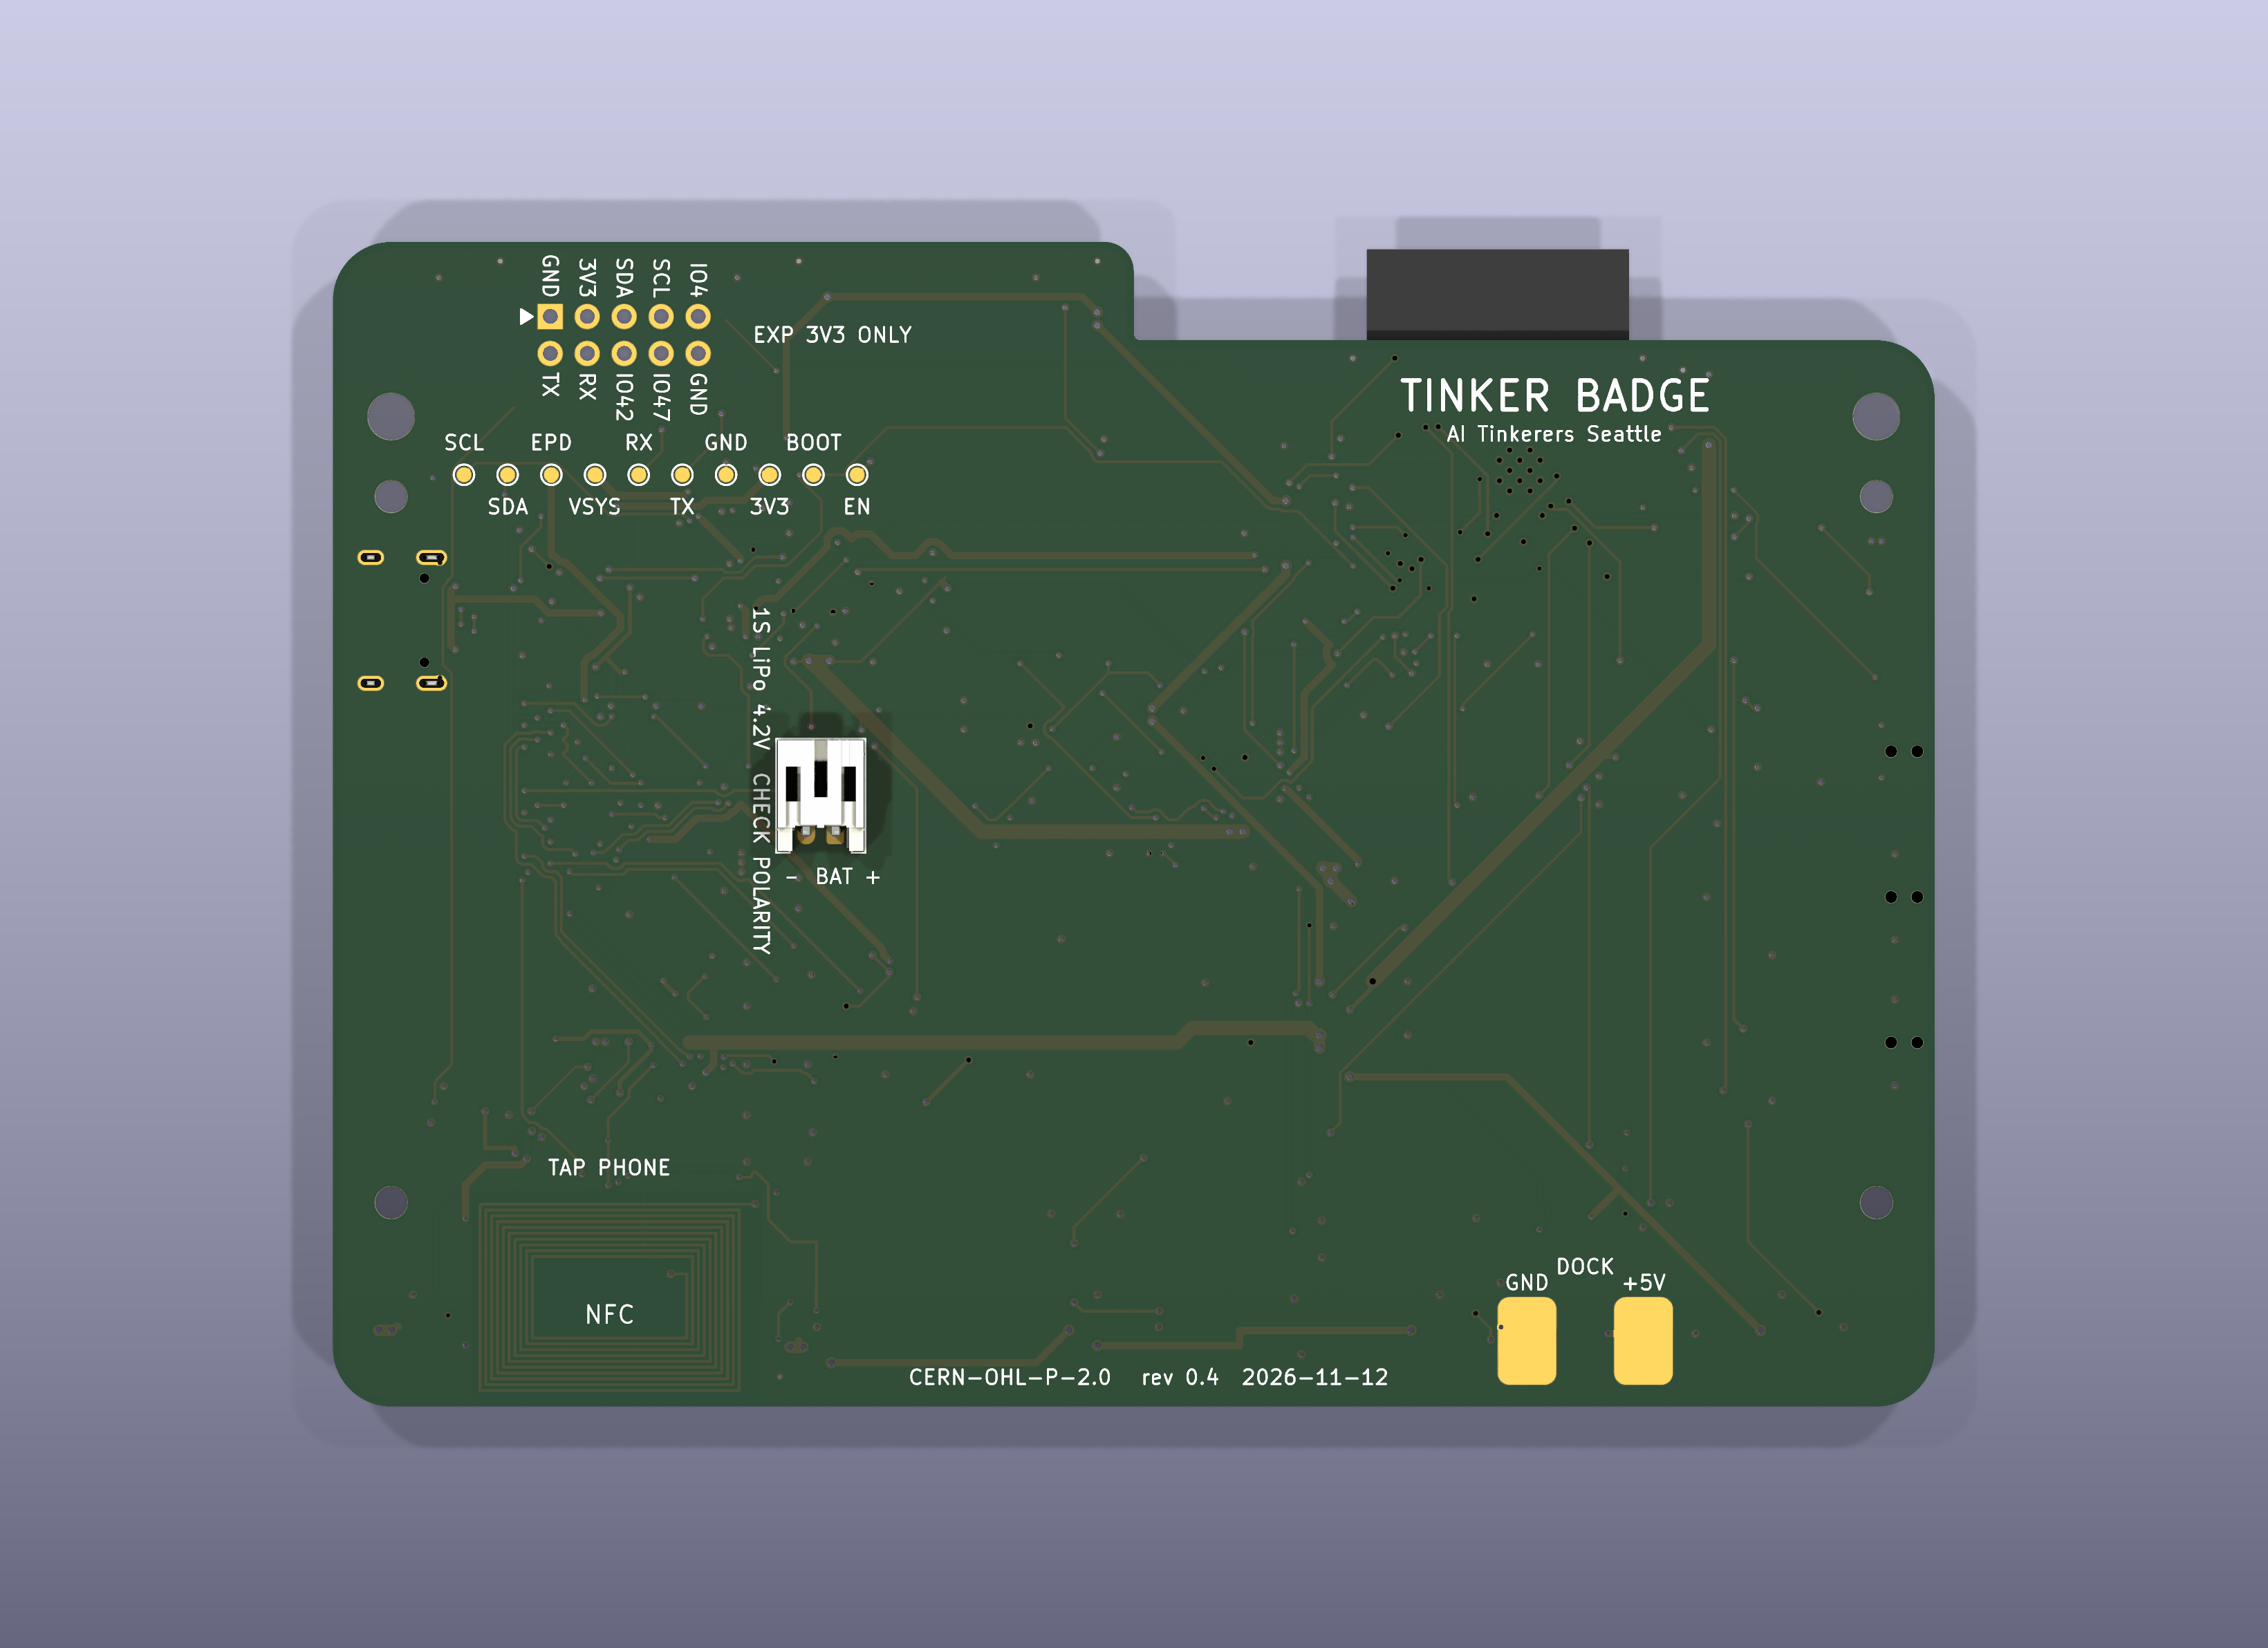 GND 3V3 SDA SCL IO4
EXP 3V3 ONLY
TX RX IO42 IO47 GND
TINKER BADGE
AI Tinkerers Seattle
SCL EPD RX GND BOOT
SDA VSYS TX 3V3 EN
1S LiPo 4.2V CHECK POLARITY
- BAT +
TAP PHONE
NFC
DOCK
GND +5V
CERN-OHL-P-2.0 rev 0.4 2026-11-12